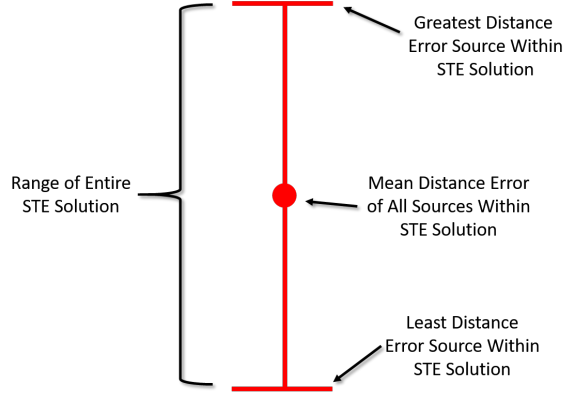 Greatest Distance
Error Source Within
STE Solution
Range of Entire
STE Solution
Mean Distance Error
of All Sources Within
STE Solution
Least Distance
Error Source Within
STE Solution